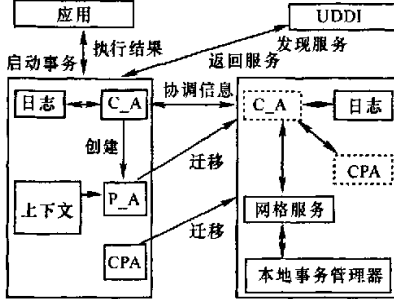 应用
UDDI
执行结果
发现服务
启动事务
返回服务
日志
C_A
协调信息
C_A
日志
创建
迁移
CPA
上下文
P_A
网格服务
迁移
CPA
本地事务管理器